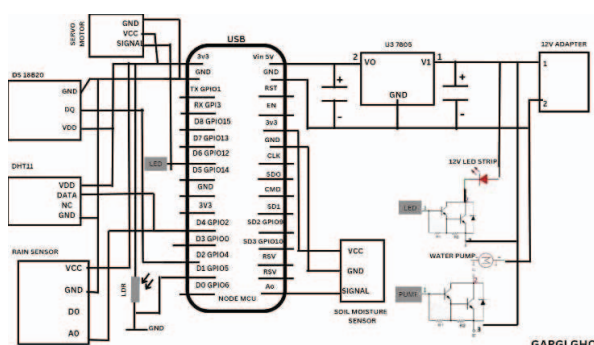 SERVO MOTOR
GND
VCC
SIGNAL
DS 18B20
GND
DQ
VDD
DHT11
VDD
DATA
NC
GND
RAIN SENSOR
VCC
GND
D0
A0
LED
LDR
GND
USB
3v3
GND
TX GPIO1
RX GPI3
D8 GPIO15
D7 GPIO13
D6 GPIO12
D5 GPIO14
GND
3V3
D4 GPIO2
D3 GPIO0
D2 GPIO4
D1 GPIO5
D0 GPIO6
NODE MCU
Vin 5V
GND
RST
EN
3v3
GND
CLK
SDO
CMD
SD1
SD2 GPIO9
SD3 GPIO10
RSV
RSV
Ao
U3 7805
2 VO V1 1
GND
+
-
+
-
12V ADAPTER
1
2
12V LED STRIP
LED
WATER PUMP
VCC
GND
SIGNAL
SOIL MOISTURE
SENSOR